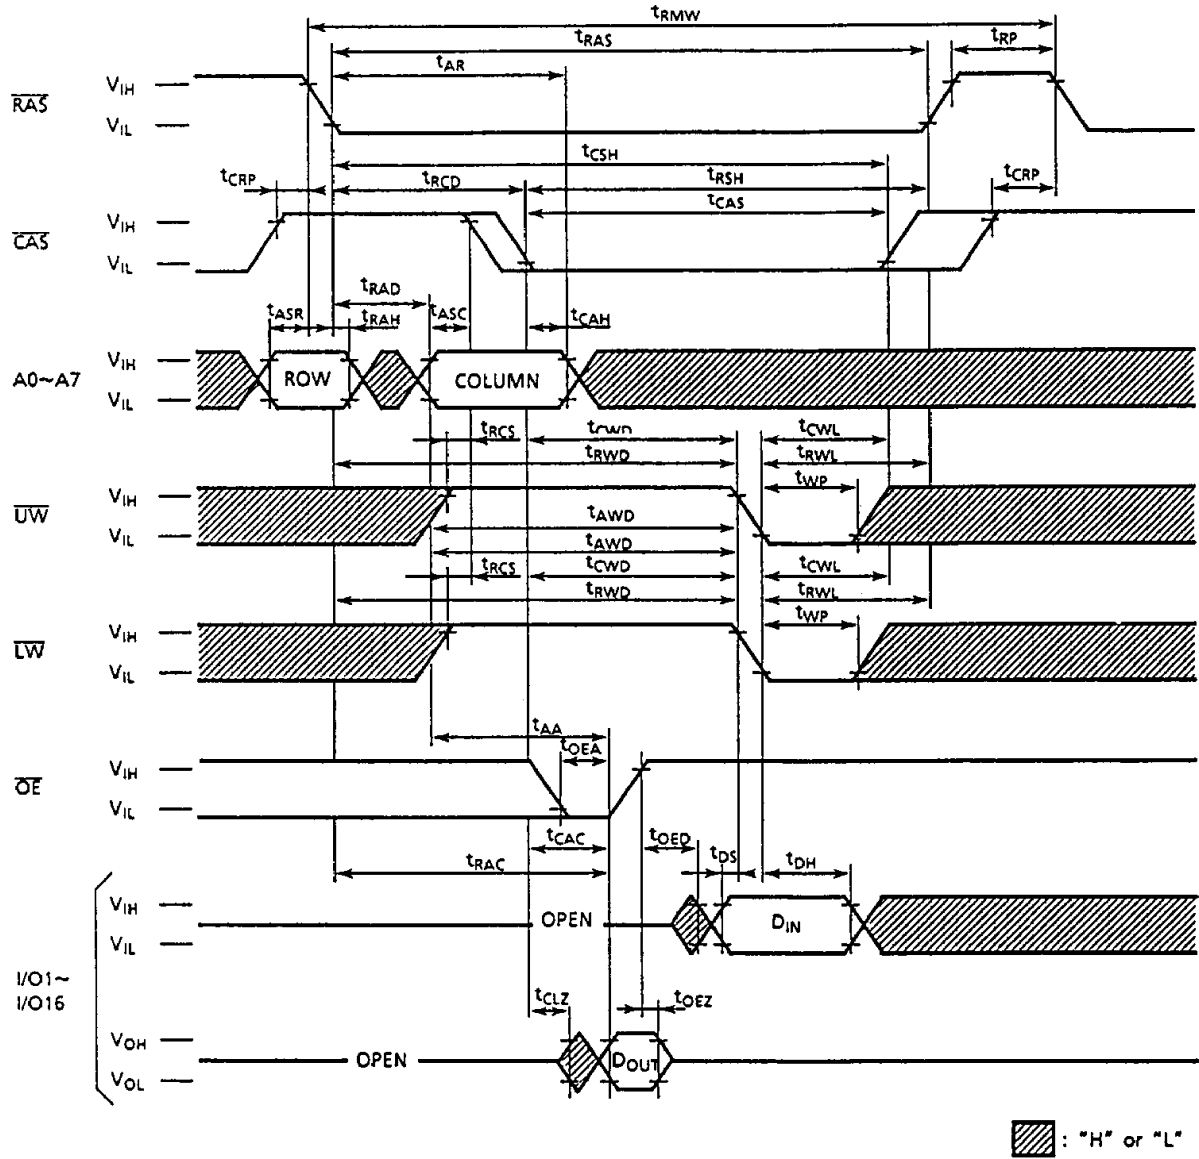 tRMW
tRAS tRP
tAR
RAS VIH
VIL
tCSH
tCRP tRCD tRSH tCRP
tCAS
CAS VIH
VIL
tRAD
tASR tRAH tASC tCAH
A0~A7 VIH
VIL
ROW COLUMN
tRCS tCWD tCWL
tRWD tRWL
tWP
UW VIH
VIL
tAWD
tAWD
tRCS tCWD tCWL
tRWD tRWL
tWP
LW VIH
VIL
tAA
tOEA
OE VIH
VIL
tCAC tOED tDS tDH
tRAC
VIH
VIL
OPEN DIN
I/O1~
I/O16
tCLZ tOEZ
VOH
VOL
OPEN DOUT
: "H" or "L"